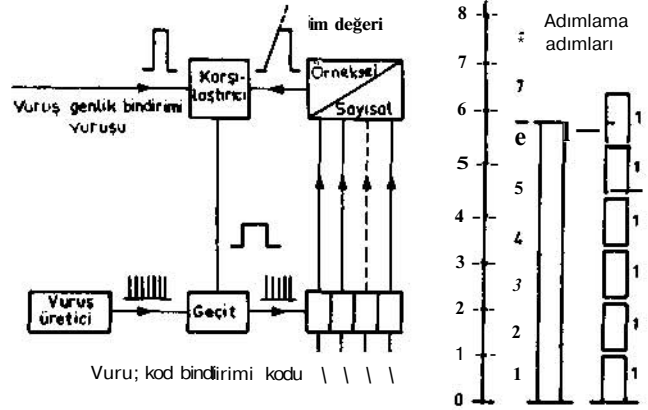 im değeri
Karşı-
laştırıcı
Örneksel
Sayısal
Vuruş genlik bindirimi
vuruşu
Vuruş
üretici
Geçit
Vuru; kod bindirimi kodu \ \ \ \
Adımlama
adımları
8
7
6
5
4
3
2
1
0
*
7
e
5
4
3
2
1
1
1
1
1
1
1